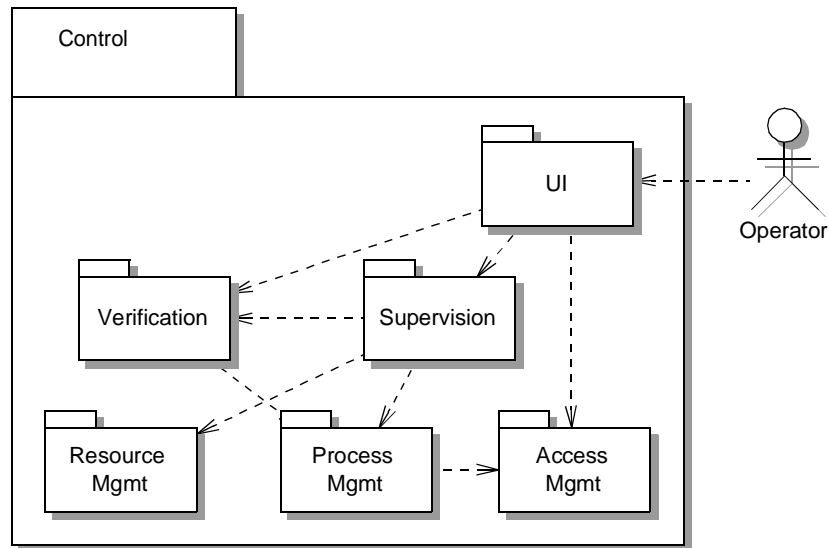 Control
UI
Operator
Verification
Supervision
Resource
Mgmt
Process
Mgmt
Access
Mgmt